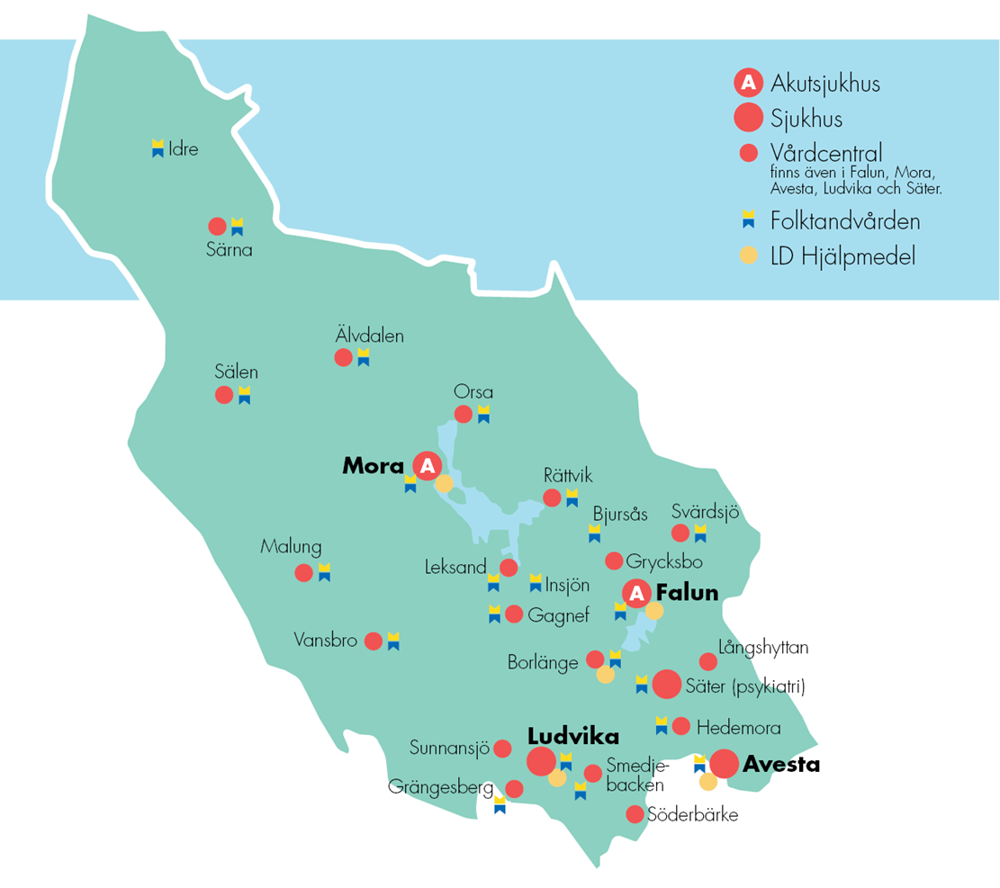 A Akutsjukhus
Sjukhus
Vårdcentral
finns även i Falun, Mora,
Avesta, Ludvika och Säter.
Folktandvården
LD Hjälpmedel
Idre
Särna
Älvdalen
Sälen
Orsa
Mora A
Rättvik
Bjursås
Svärdsjö
Malung
Leksand
Grycksbo
Insjön
A Falun
Gagnef
Vansbro
Långshyttan
Borlänge
Säter (psykiatri)
Hedemora
Ludvika
Sunnansjö
Smedje-
backen
Avesta
Grängesberg
Söderbärke